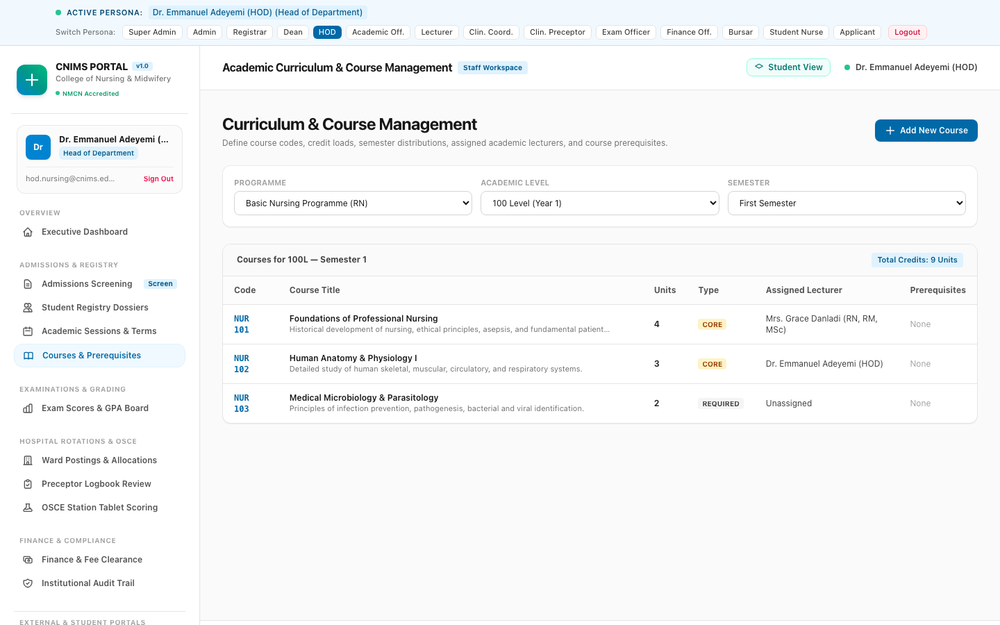 ACTIVE PERSONA: Dr. Emmanuel Adeyemi (HOD) (Head of Department)
Switch Persona: Super Admin Admin Registrar Dean HOD Academic Off. Lecturer Clin. Coord. Clin. Preceptor Exam Officer Finance Off. Bursar Student Nurse Applicant Logout
CNIMS PORTAL v1.0
College of Nursing & Midwifery
NMCN Accredited
Dr
Dr. Emmanuel Adeyemi (...
Head of Department
hod.nursing@cnims.ed... Sign Out
OVERVIEW
Executive Dashboard
ADMISSIONS & REGISTRY
Admissions Screening Screen
Student Registry Dossiers
Academic Sessions & Terms
Courses & Prerequisites
EXAMINATIONS & GRADING
Exam Scores & GPA Board
HOSPITAL ROTATIONS & OSCE
Ward Postings & Allocations
Preceptor Logbook Review
OSCE Station Tablet Scoring
FINANCE & COMPLIANCE
Finance & Fee Clearance
Institutional Audit Trail
EXTERNAL & STUDENT PORTALS
Academic Curriculum & Course Management Staff Workspace
Student View Dr. Emmanuel Adeyemi (HOD)
Curriculum & Course Management
Define course codes, credit loads, semester distributions, assigned academic lecturers, and course prerequisites.
Add New Course
PROGRAMME ACADEMIC LEVEL SEMESTER
Basic Nursing Programme (RN) 100 Level (Year 1) First Semester
Courses for 100L — Semester 1 Total Credits: 9 Units
Code Course Title Units Type Assigned Lecturer Prerequisites
NUR 101 Foundations of Professional Nursing 4 CORE Mrs. Grace Danladi (RN, RM, MSc) None
Historical development of nursing, ethical principles, asepsis, and fundamental patient...
NUR 102 Human Anatomy & Physiology I 3 CORE Dr. Emmanuel Adeyemi (HOD) None
Detailed study of human skeletal, muscular, circulatory, and respiratory systems.
NUR 103 Medical Microbiology & Parasitology 2 REQUIRED Unassigned None
Principles of infection prevention, pathogenesis, bacterial and viral identification.